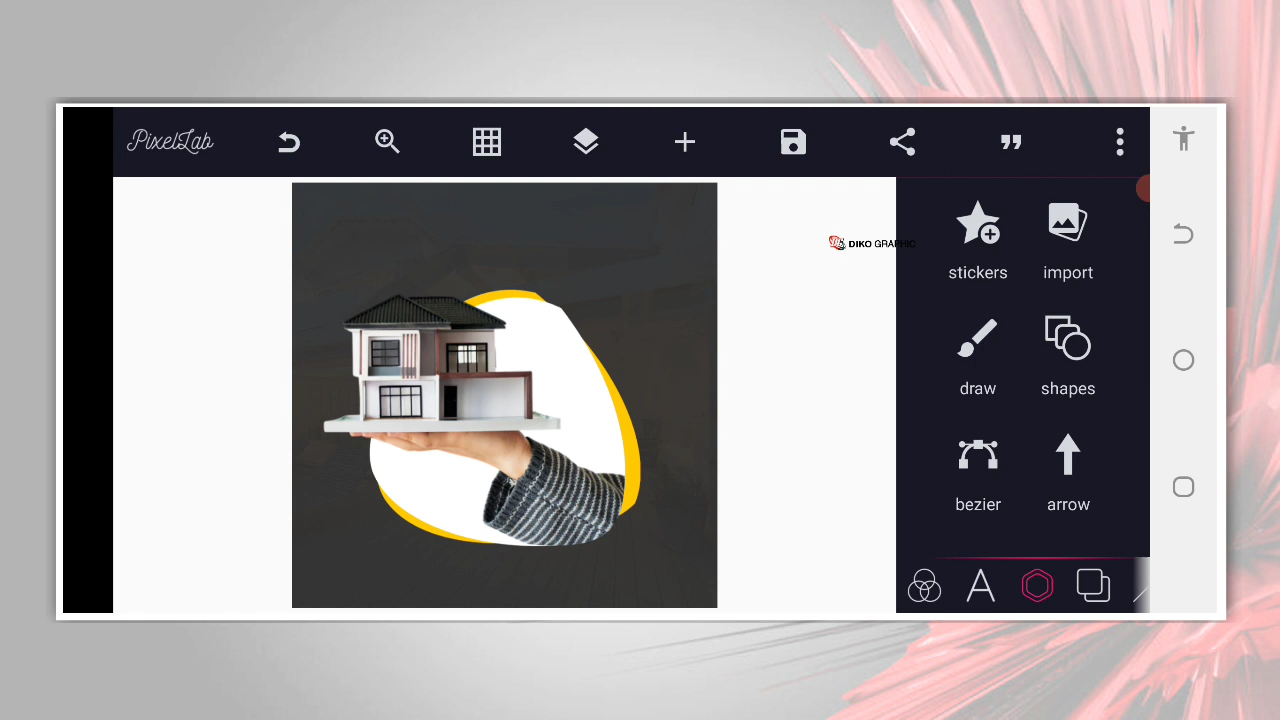 PixelLab
DIKO GRAPHIC
stickers
import
draw
shapes
bezier
arrow